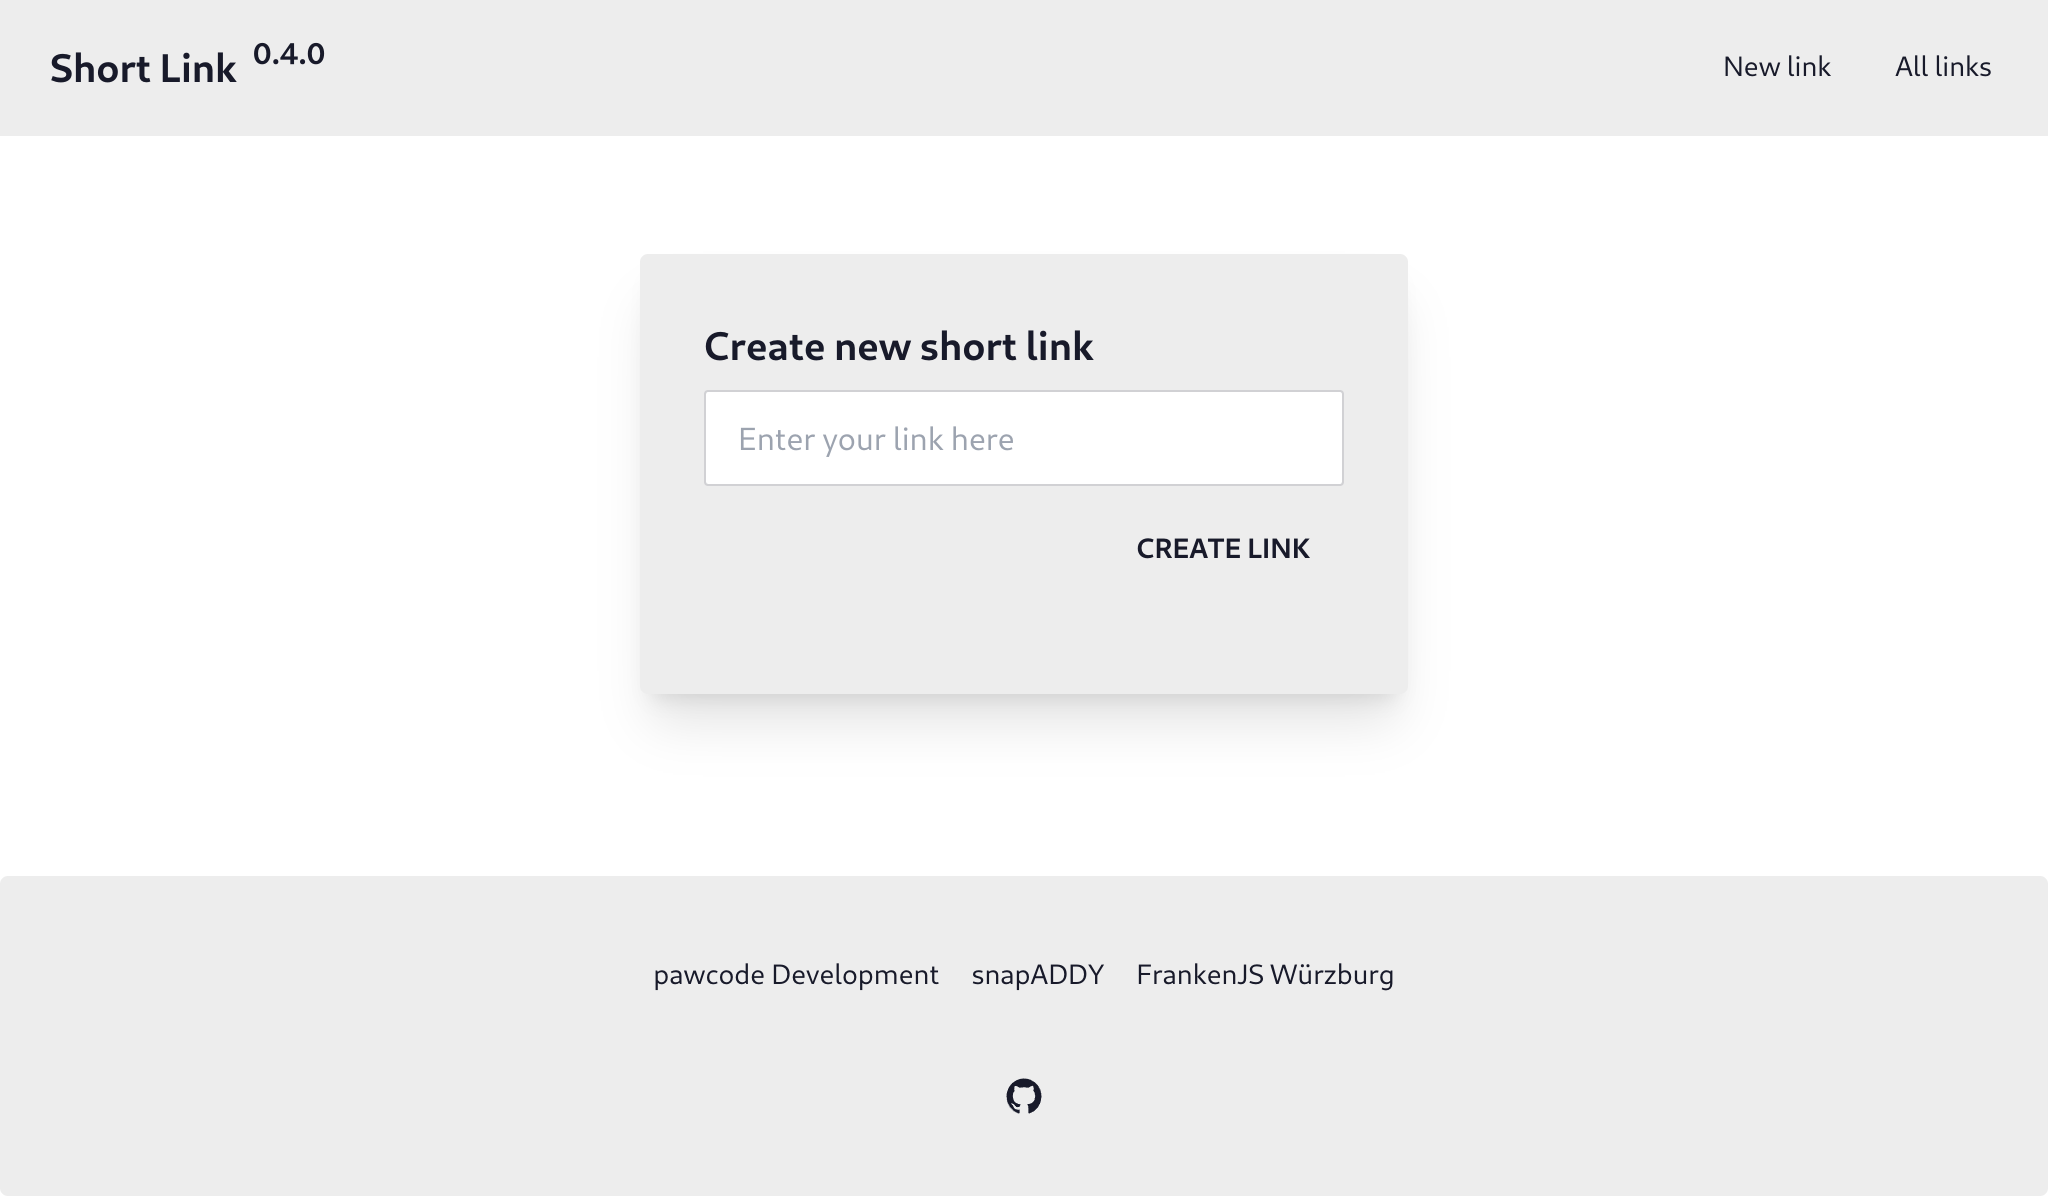 Short Link 0.4.0
New link All links
Create new short link
Enter your link here
CREATE LINK
pawcode Development snapADDY FrankenJS Würzburg